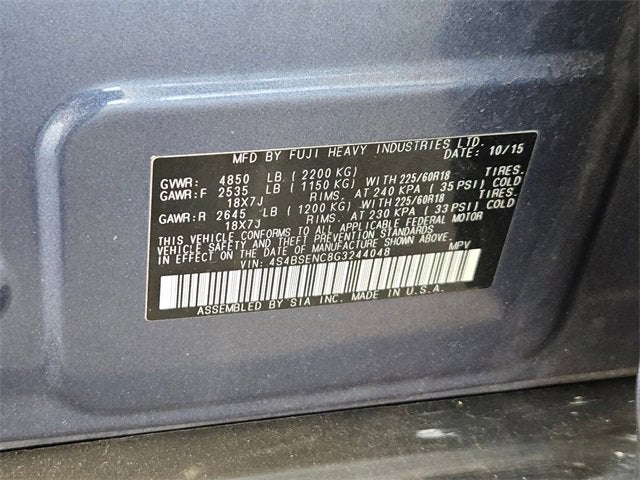 MFD BY FUJI HEAVY INDUSTRIES LTD.
DATE: 10/15
GVWR: 4850 LB (2200 KG)
GAWR:F 2535 LB (1150 KG) WITH 225/60R18 TIRES.
18X7J RIMS. AT 240 KPA (35 PSI) COLD
GAWR:R 2645 LB (1200 KG) WITH 225/60R18 TIRES.
18X7J RIMS. AT 230 KPA (33 PSI) COLD
THIS VEHICLE CONFORMS TO ALL APPLICABLE FEDERAL MOTOR
VEHICLE SAFETY AND THEFT PREVENTION STANDARDS
IN EFFECT ON THE DATE OF MANUFACTURE SHOWN ABOVE.
VIN: 4S4BSENC8G3244048 MPV
ASSEMBLED BY SIA INC. MADE IN U.S.A.